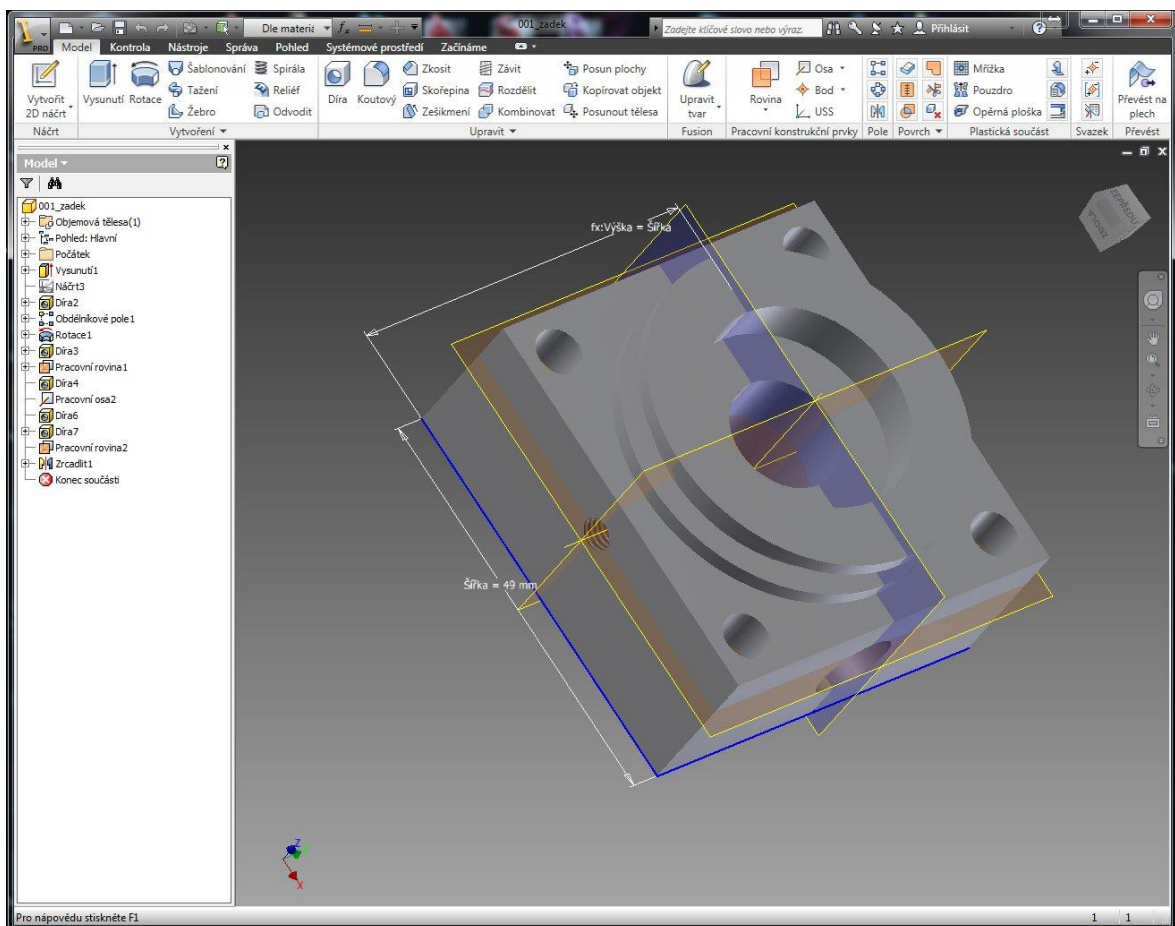 Dle materiá
001_zadek
Zadejte klíčové slovo nebo výraz.
Přihlásit
PRO
Model Kontrola Nástroje Správa Pohled Systémové prostředí Začínáme
Vytvořit 2D náčrt
Vysunutí
Rotace
Šablonování
Tažení
Žebro
Spirála
Reliéf
Odvodit
Díra
Koutový
Zkosit
Skořepina
Zešikmení
Závit
Rozdělit
Kombinovat
Posun plochy
Kopírovat objekt
Posunout tělesa
Upravit tvar
Rovina
Osa
Bod
USS
Mřížka
Pouzdro
Opěrná ploška
Převést na plech
Náčrt Vytvoření Upravit Fusion Pracovní konstrukční prvky Pole Povrch Plastická součást Svazek Převést
Model
001_zadek
Objemová tělesa(1)
Pohled: Hlavní
Počátek
Vysunutí1
Náčrt3
Díra2
Obdélníkové pole1
Rotace1
Díra3
Pracovní rovina1
Díra4
Pracovní osa2
Díra6
Díra7
Pracovní rovina2
Zrcadlit1
Konec součásti
fx:Výška = Šířka
Šířka = 49 mm
ZEPŘEDU
ZDOLA
Z
X
Pro nápovědu stiskněte F1
1 1